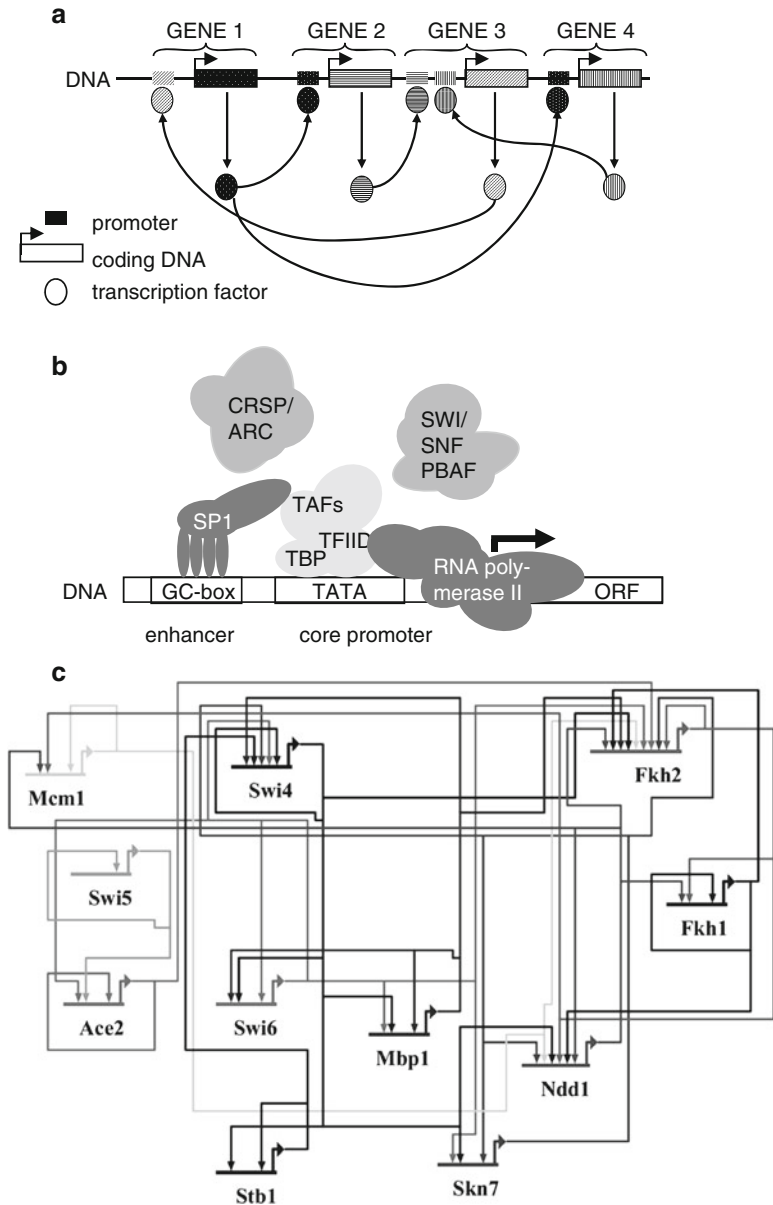 a
GENE 1 GENE 2 GENE 3 GENE 4
DNA
promoter
coding DNA
transcription factor
b
CRSP/
ARC
SWI/
SNF
PBAF
SP1
TAFs
TFIID
TBP
RNA poly-
merase II
DNA
GC-box
TATA
ORF
enhancer
core promoter
c
Mcm1
Swi4
Fkh2
Swi5
Fkh1
Ace2
Swi6
Mbp1
Ndd1
Stb1
Skn7